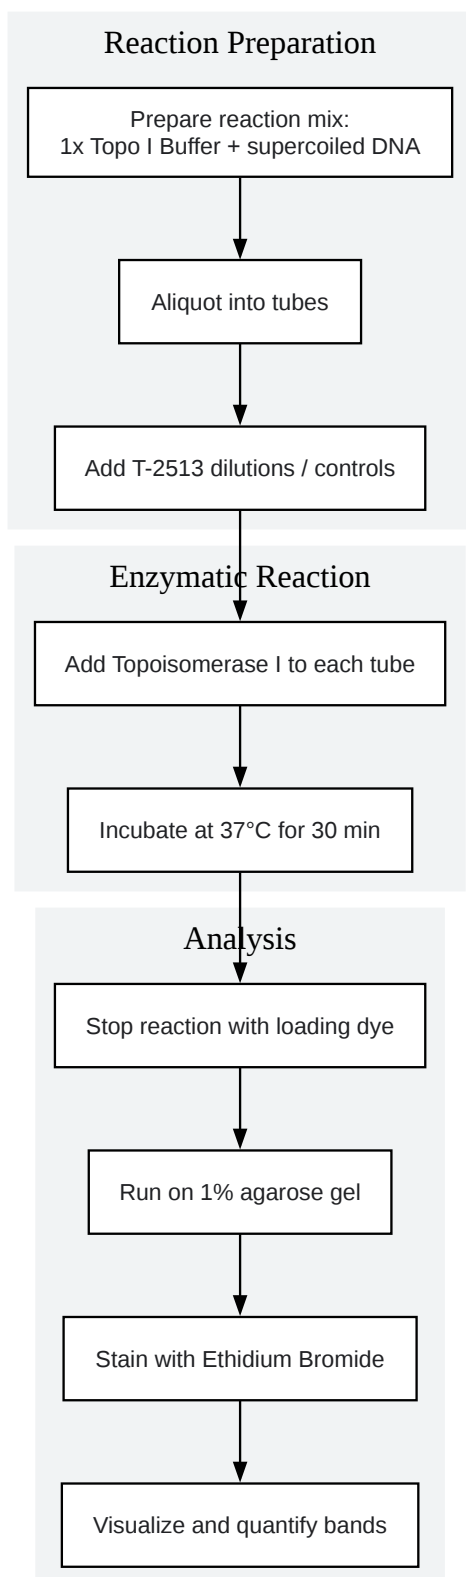 Reaction Preparation
Prepare reaction mix:
1x Topo I Buffer + supercoiled DNA
Aliquot into tubes
Add T-2513 dilutions / controls
Enzymatic Reaction
Add Topoisomerase I to each tube
Incubate at 37°C for 30 min
Analysis
Stop reaction with loading dye
Run on 1% agarose gel
Stain with Ethidium Bromide
Visualize and quantify bands